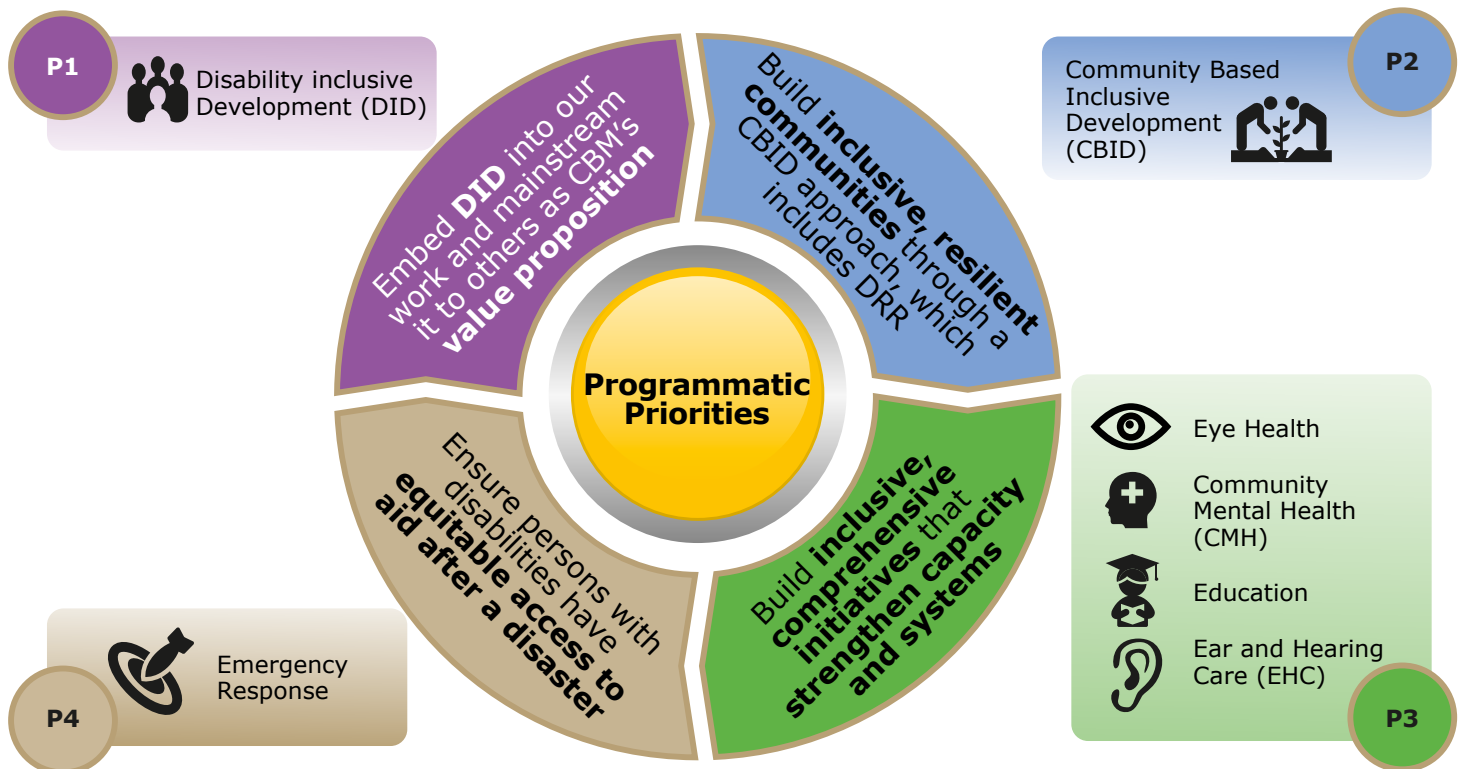 P1
Disability inclusive
Development (DID)
Embed DID into our
work and mainstream
it to others as CBM's
value proposition
Build inclusive, resilient
communities through a
CBID approach, which
includes DRR
P2
Community Based
Inclusive
Development
(CBID)
Programmatic
Priorities
Ensure persons with
disabilities have
equitable access to
aid after a disaster
Build inclusive,
comprehensive
initiatives that
strengthen capacity
and systems
Eye Health
Community
Mental Health
(CMH)
Education
Ear and Hearing
Care (EHC)
P3
Emergency
Response
P4